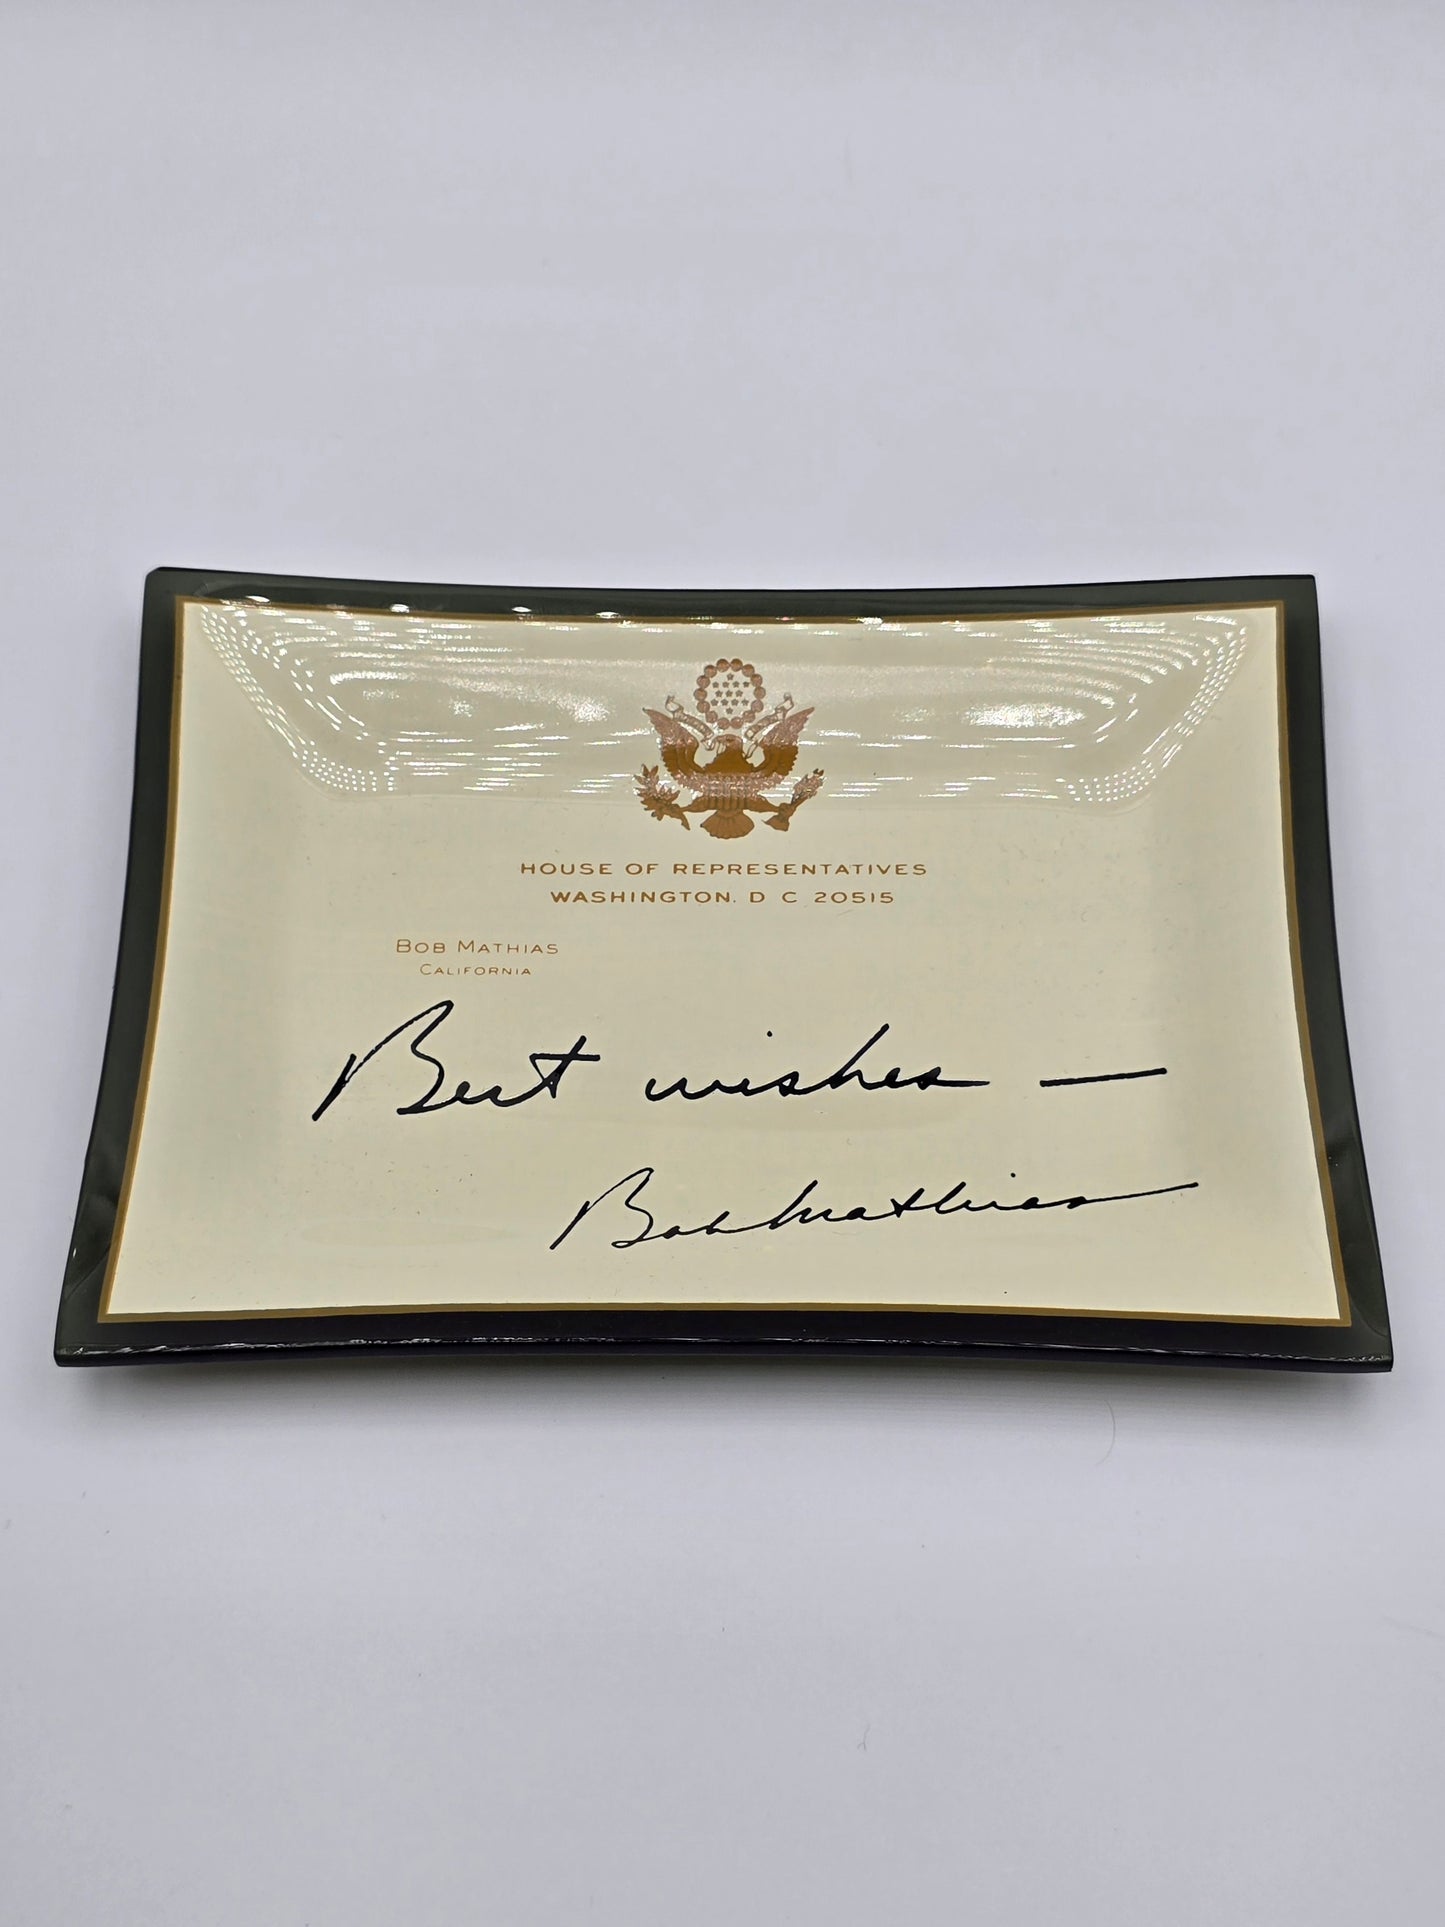 HOUSE OF REPRESENTATIVES
WASHINGTON, D C 20515
BOB MATHIAS
CALIFORNIA
Best wishes —
Bob Mathias